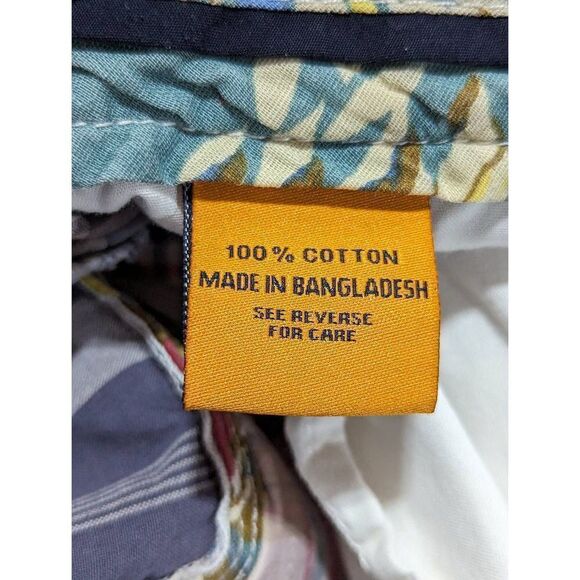 100% COTTON
MADE IN BANGLADESH
SEE REVERSE
FOR CARE